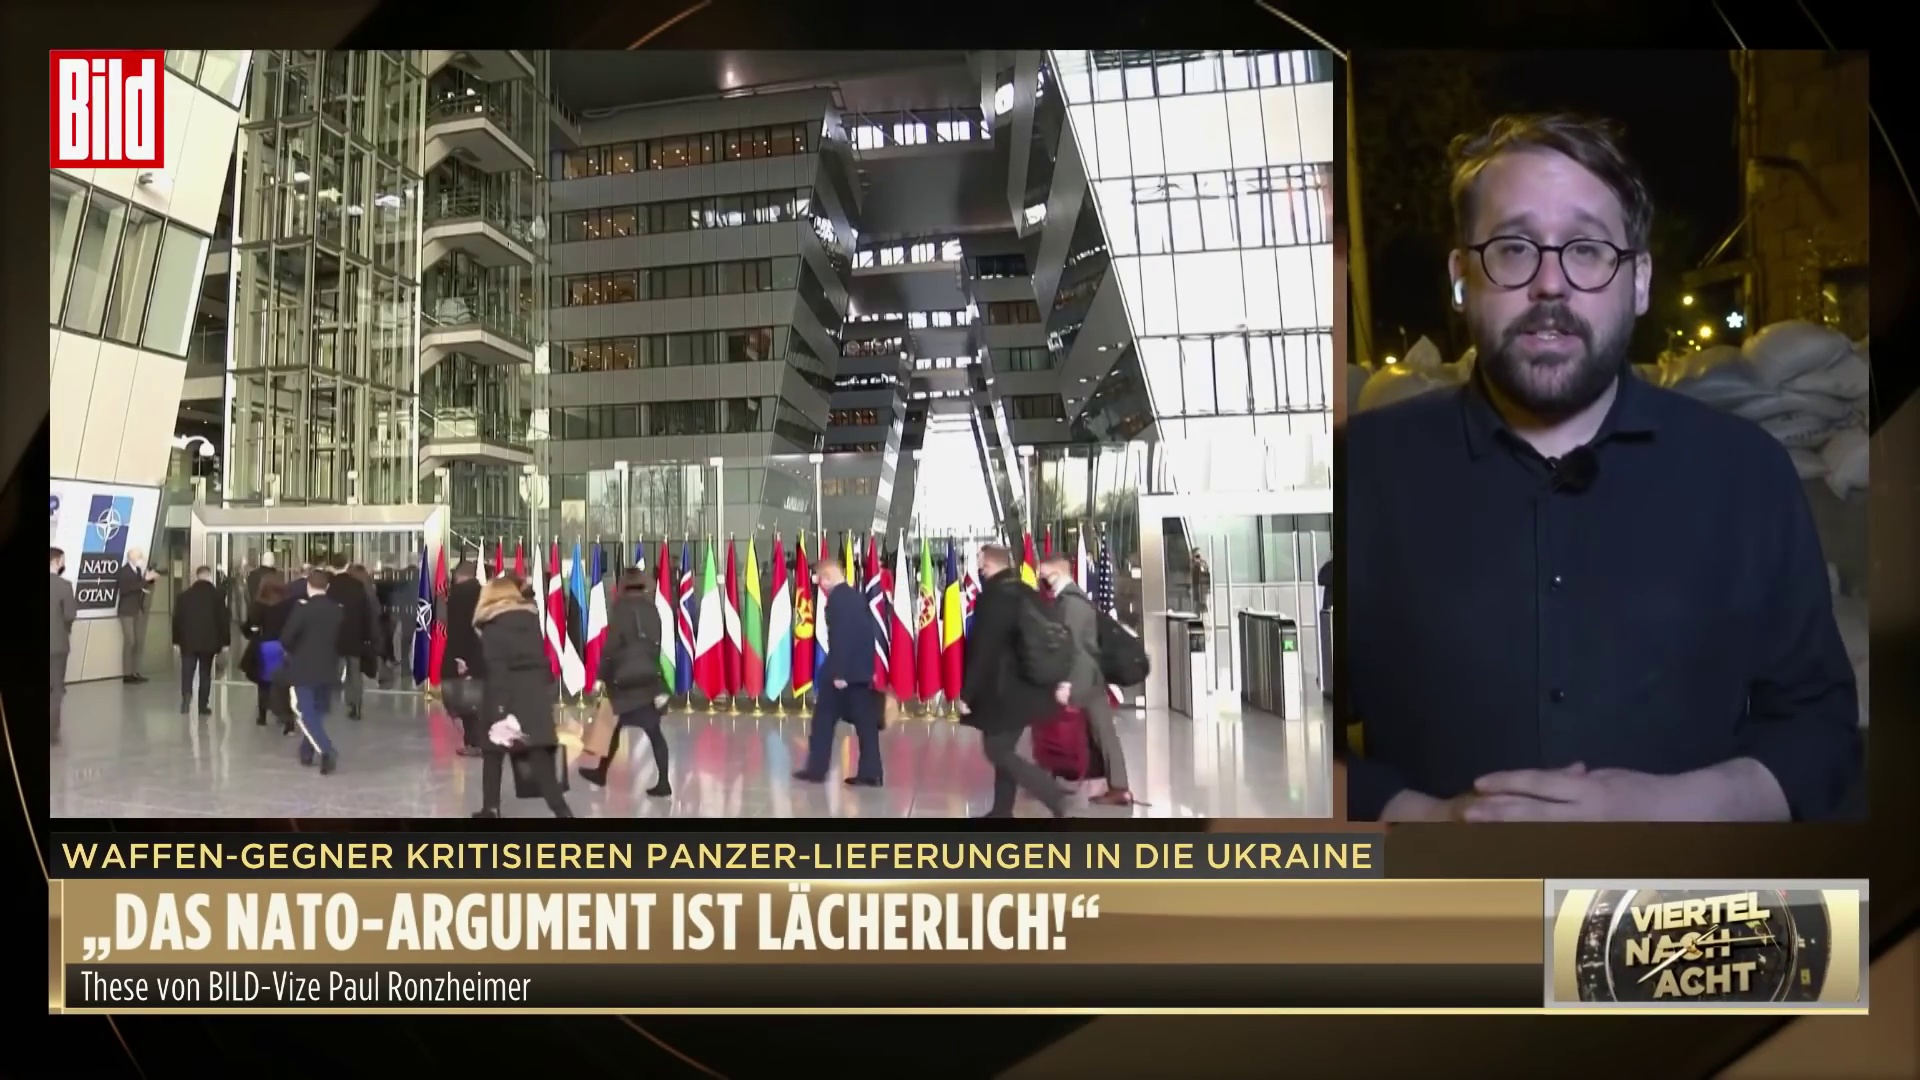 Bild
NATO
OTAN
WAFFEN-GEGNER KRITISIEREN PANZER-LIEFERUNGEN IN DIE UKRAINE
„DAS NATO-ARGUMENT IST LÄCHERLICH!“
These von BILD-Vize Paul Ronzheimer
VIERTEL
NACH
ACHT